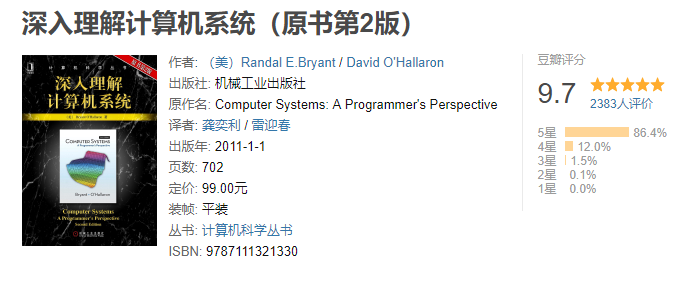 深入理解计算机系统（原书第2版）
深入理解
计算机系统
COMPUTER SYSTEMS
Bryant · O'Hallaron
Computer Systems
A Programmer's Perspective
Second Edition
作者: （美）Randal E.Bryant / David O'Hallaron
出版社: 机械工业出版社
原作名: Computer Systems: A Programmer's Perspective
译者: 龚奕利 / 雷迎春
出版年: 2011-1-1
页数: 702
定价: 99.00元
装帧: 平装
丛书: 计算机科学丛书
ISBN: 9787111321330
豆瓣评分
9.7
2383人评价
5星 86.4%
4星 12.0%
3星 1.5%
2星 0.1%
1星 0.0%